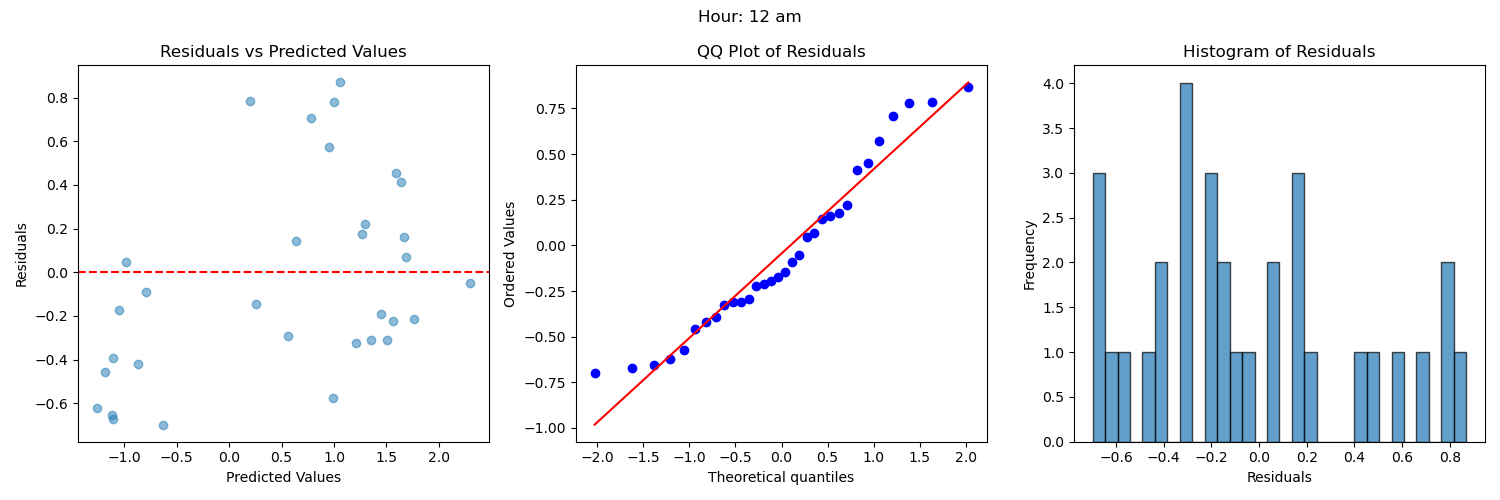 Hour: 12 am
Residuals vs Predicted Values
Residuals
0.8
0.6
0.4
0.2
0.0
−0.2
−0.4
−0.6
−1.0 −0.5 0.0 0.5 1.0 1.5 2.0
Predicted Values
QQ Plot of Residuals
Ordered Values
0.75
0.50
0.25
0.00
−0.25
−0.50
−0.75
−1.00
−2.0 −1.5 −1.0 −0.5 0.0 0.5 1.0 1.5 2.0
Theoretical quantiles
Histogram of Residuals
Frequency
4.0
3.5
3.0
2.5
2.0
1.5
1.0
0.5
0.0
−0.6 −0.4 −0.2 0.0 0.2 0.4 0.6 0.8
Residuals